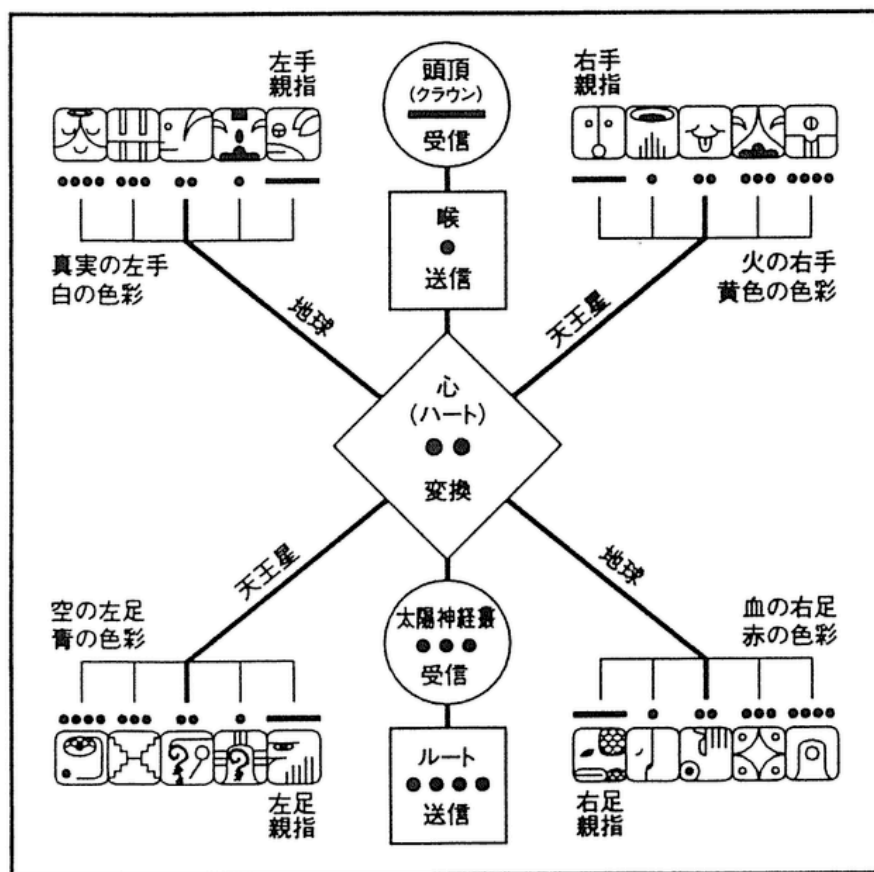 左手
親指
頭頂
(クラウン)
受信
右手
親指
喉
送信
真実の左手
白の色彩
火の右手
黄色の色彩
地球
天王星
心
(ハート)
変換
天王星
地球
空の左足
青の色彩
太陽神経叢
受信
血の右足
赤の色彩
ルート
送信
左足
親指
右足
親指